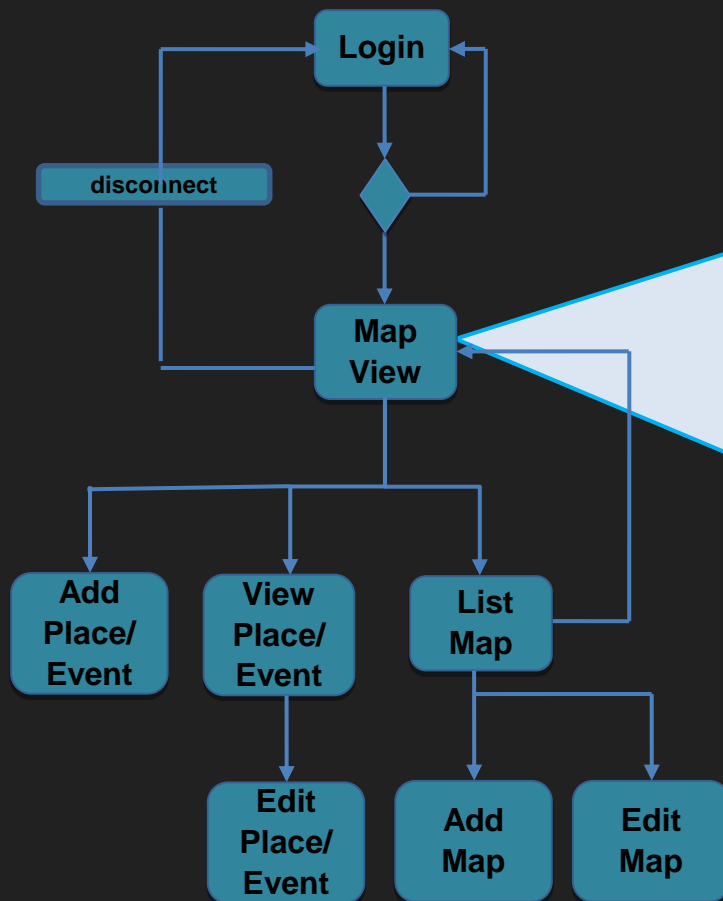 Login
disconnect
Map
View
Add
Place/
Event
View
Place/
Event
List
Map
Edit
Place/
Event
Add
Map
Edit
Map